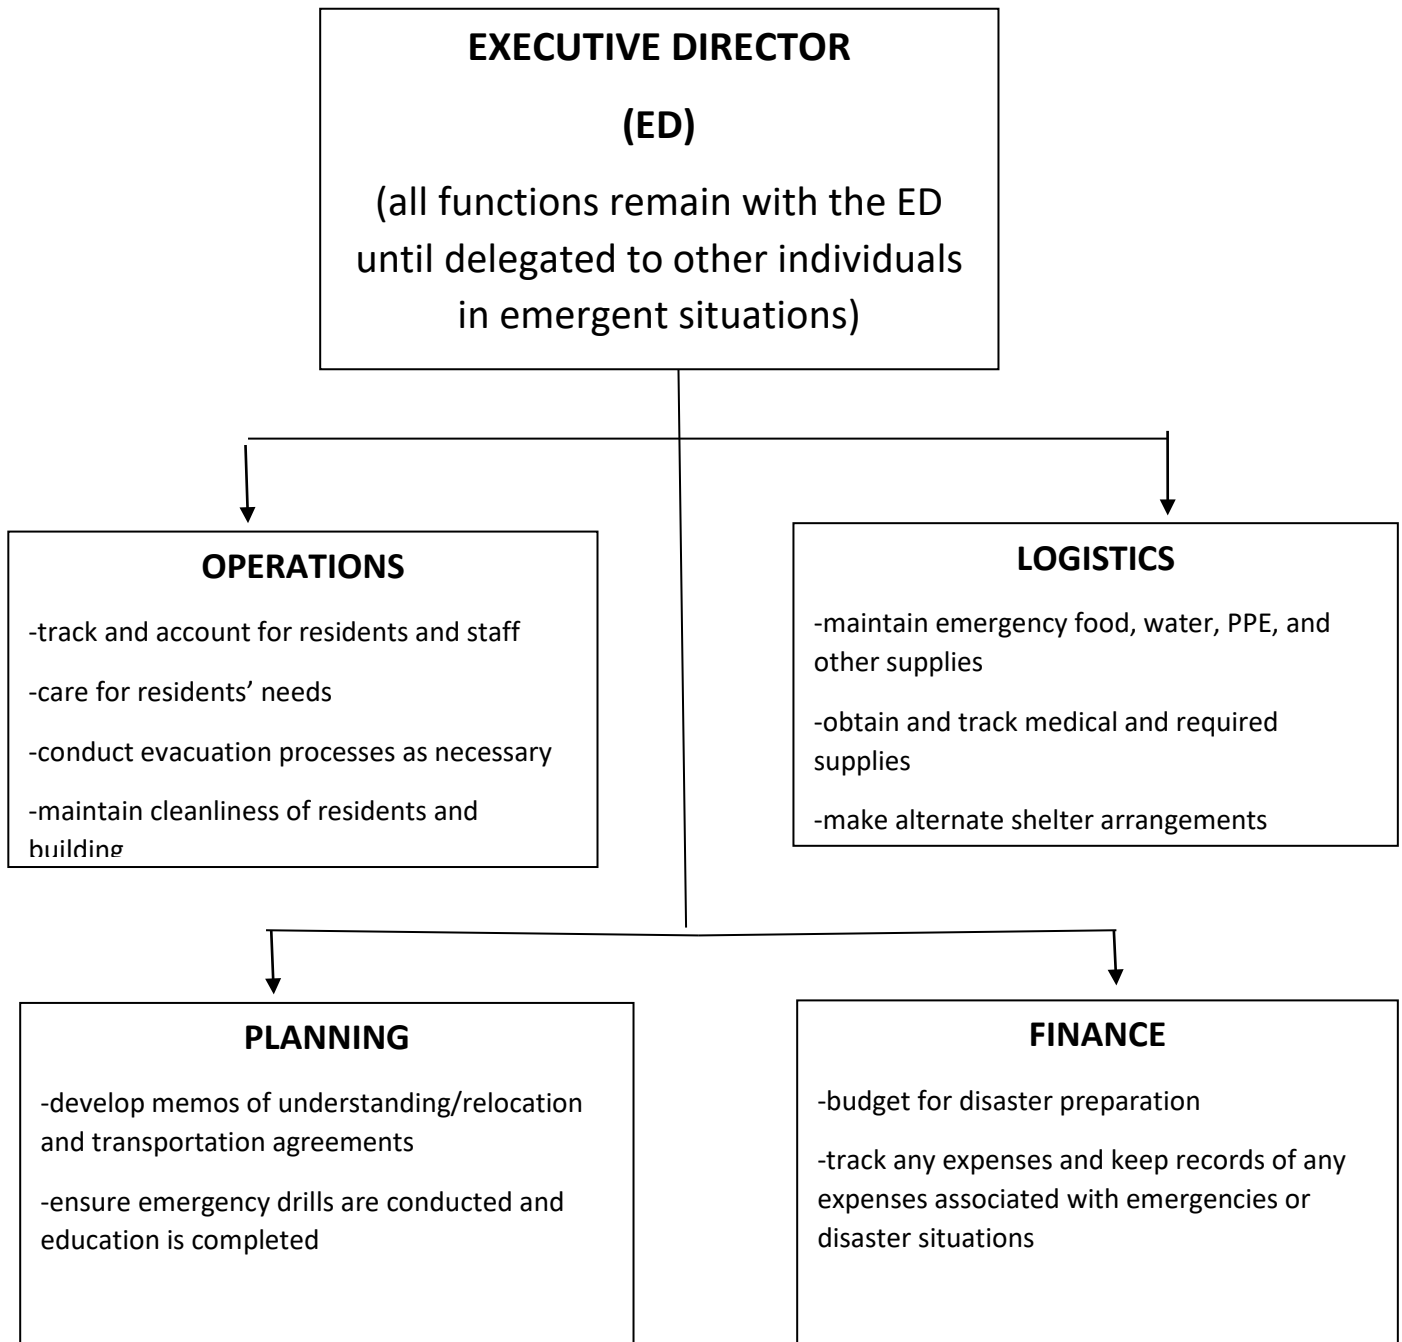 EXECUTIVE DIRECTOR
(ED)
(all functions remain with the ED
until delegated to other individuals
in emergent situations)
OPERATIONS
-track and account for residents and staff
-care for residents’ needs
-conduct evacuation processes as necessary
-maintain cleanliness of residents and
building
LOGISTICS
-maintain emergency food, water, PPE, and
other supplies
-obtain and track medical and required
supplies
-make alternate shelter arrangements
PLANNING
-develop memos of understanding/relocation
and transportation agreements
-ensure emergency drills are conducted and
education is completed
FINANCE
-budget for disaster preparation
-track any expenses and keep records of any
expenses associated with emergencies or
disaster situations